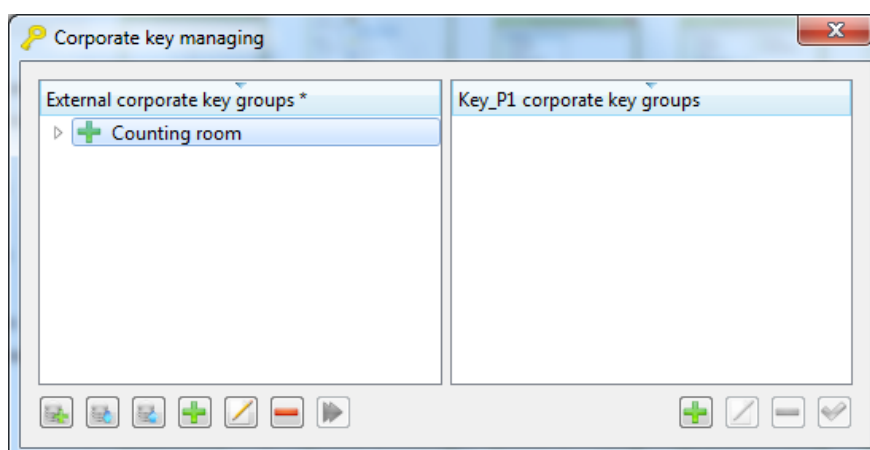 Corporate key managing
External corporate key groups *
Key_P1 corporate key groups
Counting room